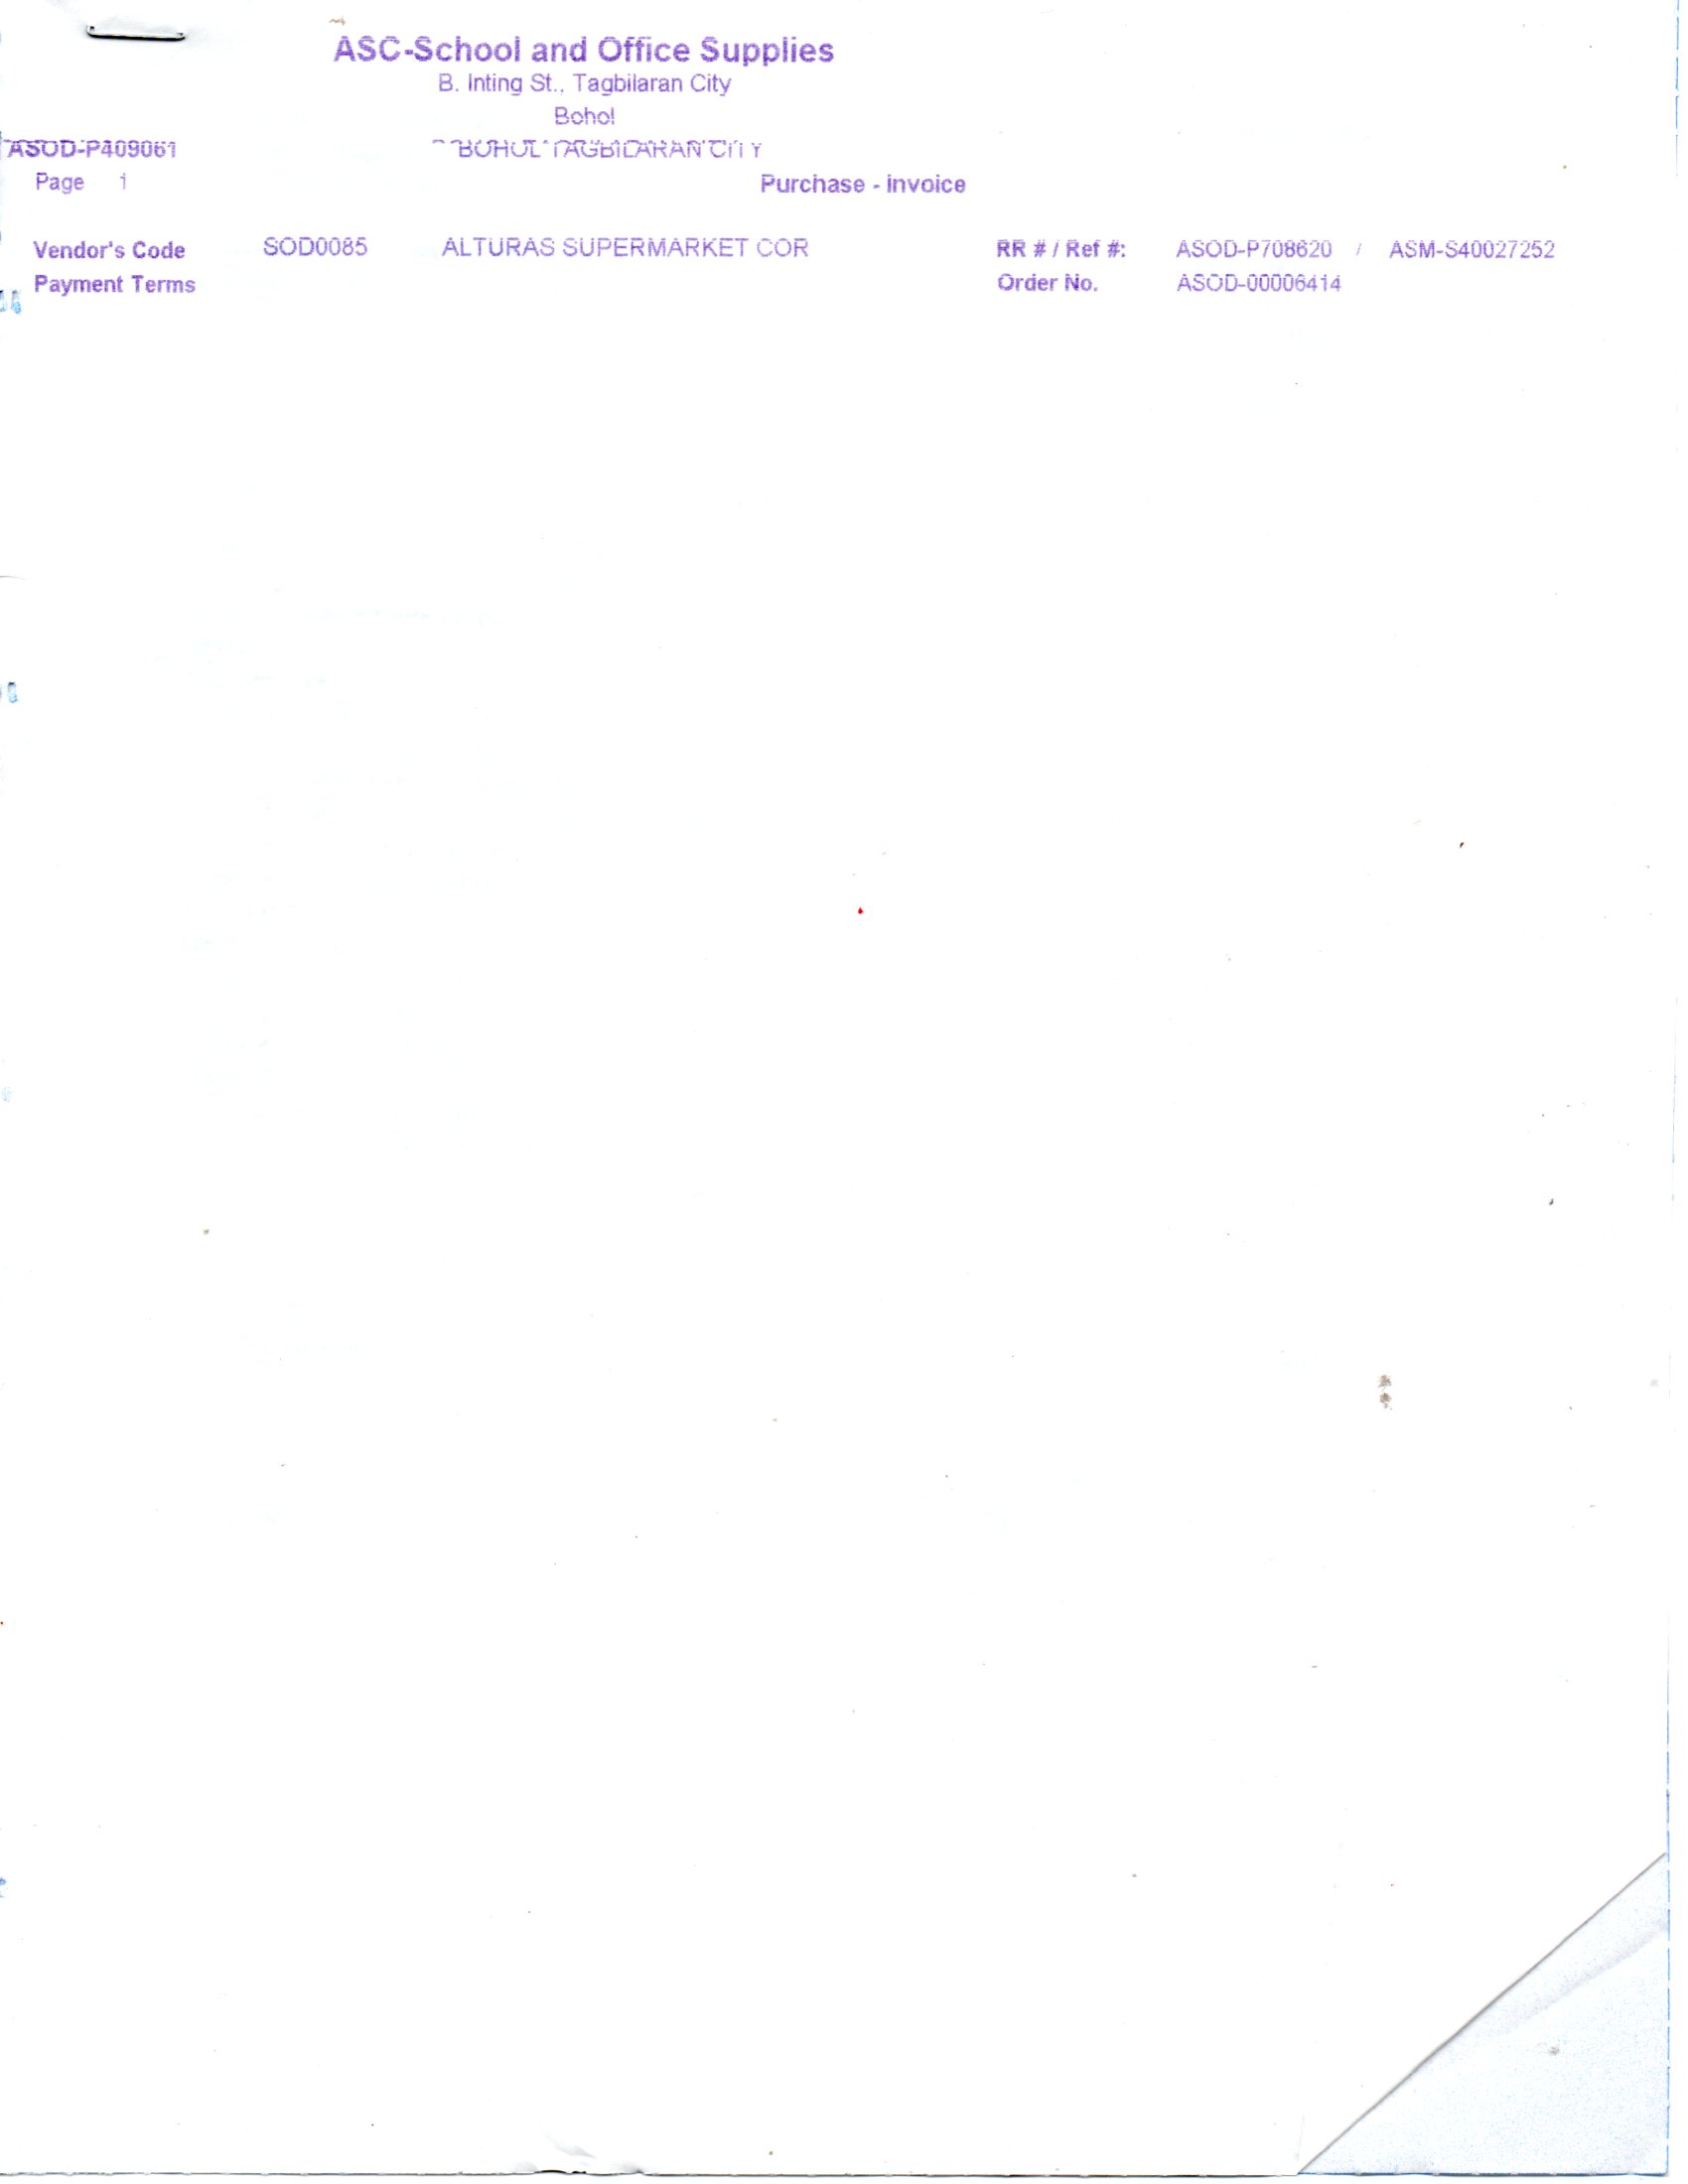 ASC-School and Office Supplies
B. Inting St., Tagbilaran City
Bohol
ASOD-P409061 BOHOL TAGBILARAN CITY
Page 1
Purchase - Invoice
Vendor's Code SOD0085 ALTURAS SUPERMARKET COR RR # / Ref #: ASOD-P708620 / ASM-S40027252
Payment Terms Order No. ASOD-00006414